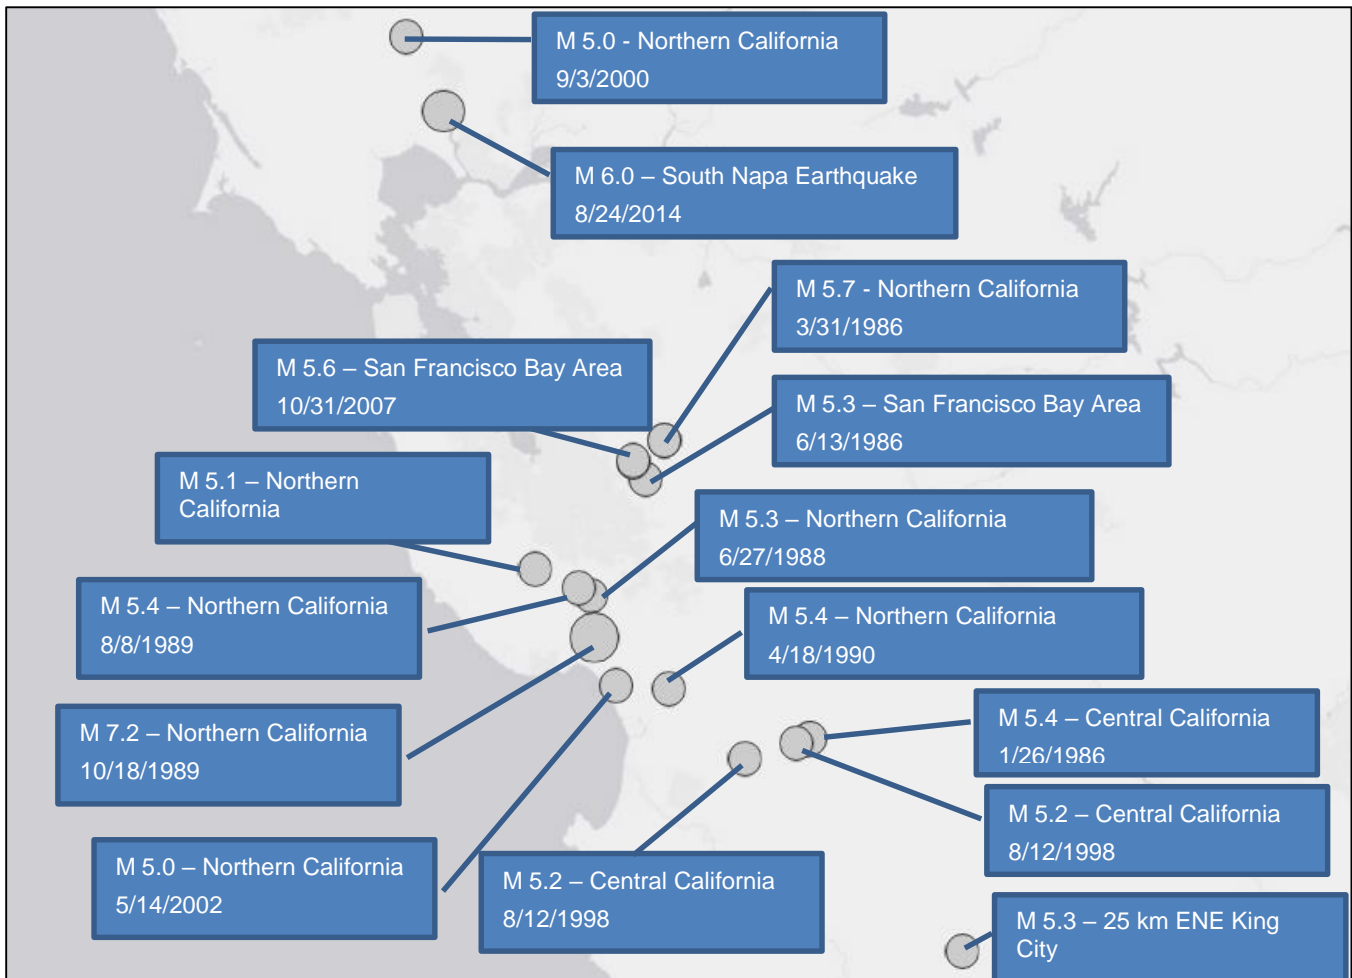 M 5.0 - Northern California
9/3/2000
M 6.0 – South Napa Earthquake
8/24/2014
M 5.7 - Northern California
3/31/1986
M 5.6 – San Francisco Bay Area
10/31/2007
M 5.3 – San Francisco Bay Area
6/13/1986
M 5.1 – Northern
California
M 5.3 – Northern California
6/27/1988
M 5.4 – Northern California
8/8/1989
M 5.4 – Northern California
4/18/1990
M 7.2 – Northern California
10/18/1989
M 5.4 – Central California
1/26/1986
M 5.2 – Central California
8/12/1998
M 5.0 – Northern California
5/14/2002
M 5.2 – Central California
8/12/1998
M 5.3 – 25 km ENE King
City